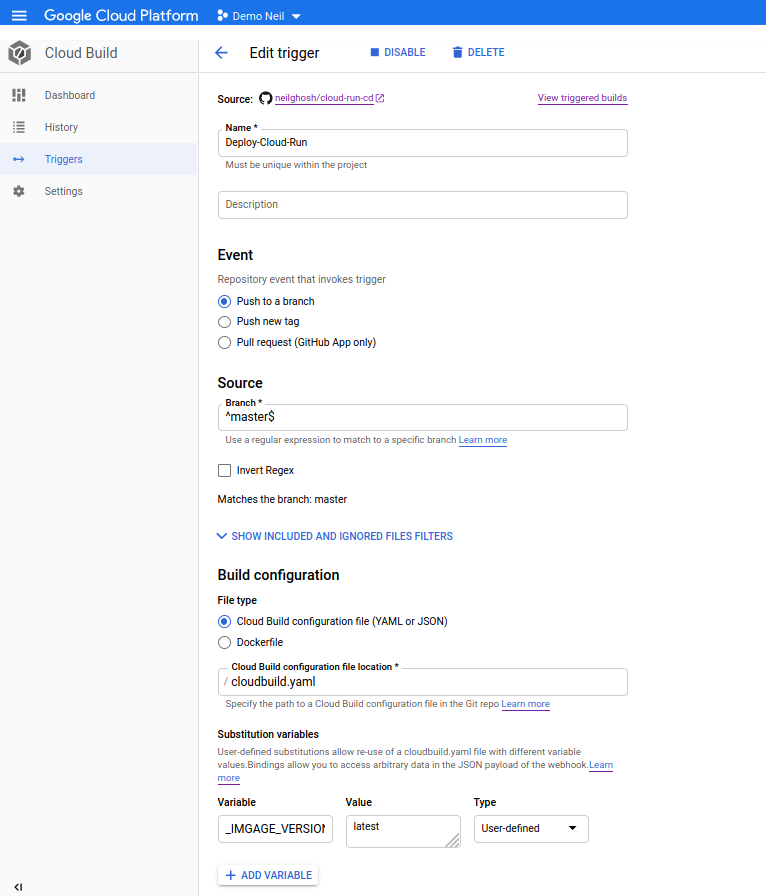 Google Cloud Platform Demo Neil
Cloud Build
Edit trigger DISABLE DELETE
Dashboard
History
Triggers
Settings
Source: neilghosh/cloud-run-cd View triggered builds
Name *
Deploy-Cloud-Run
Must be unique within the project
Description
Event
Repository event that invokes trigger
Push to a branch
Push new tag
Pull request (GitHub App only)
Source
Branch *
^master$
Use a regular expression to match to a specific branch Learn more
Invert Regex
Matches the branch: master
SHOW INCLUDED AND IGNORED FILES FILTERS
Build configuration
File type
Cloud Build configuration file (YAML or JSON)
Dockerfile
Cloud Build configuration file location *
/ cloudbuild.yaml
Specify the path to a Cloud Build configuration file in the Git repo Learn more
Substitution variables
User-defined substitutions allow re-use of a cloudbuild.yaml file with different variable
values.Bindings allow you to access arbitrary data in the JSON payload of the webhook.Learn
more
Variable Value Type
_IMGAGE_VERSION latest User-defined
+ ADD VARIABLE